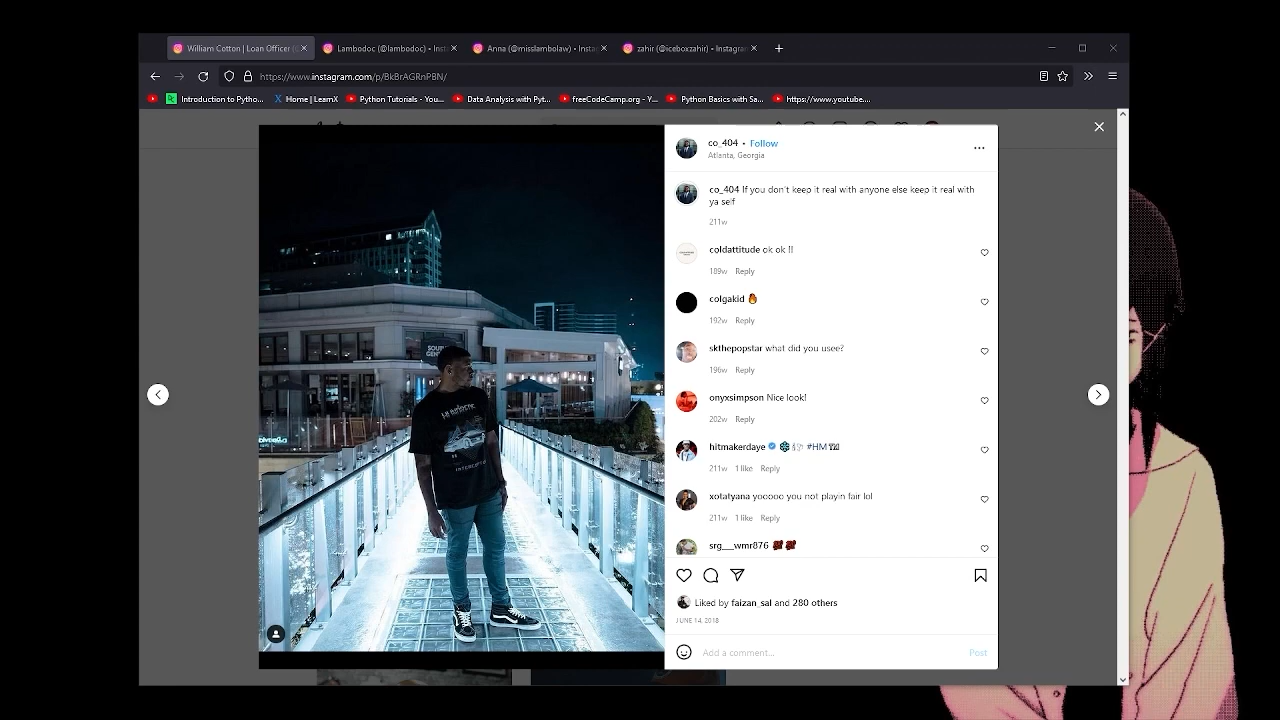 William Cotton | Loan Officer (
Lambodoc (@lambodoc) • Inst
Anna (@misslambolaw) • Insta
zahir (@iceboxzahir) • Instagram
https://www.instagram.com/p/BkBrAGRnPBN/
Introduction to Pytho...
Home | LearnX
Python Tutorials - You...
Data Analysis with Pyt...
freeCodeCamp.org - Y...
Python Basics with Sa...
https://www.youtube...
co_404 • Follow
Atlanta, Georgia
co_404 If you don't keep it real with anyone else keep it real with
ya self
211w
coldattitude ok ok !!
189w Reply
colgakid 🔥
192w Reply
skthepopstar what did you usee?
196w Reply
onyxsimpson Nice look!
202w Reply
hitmakerdaye #HM
211w 1 like Reply
xotatyana yooooo you not playin fair lol
211w 1 like Reply
srg___wmr876
Liked by faizan_sal and 280 others
JUNE 14, 2018
Add a comment...
Post